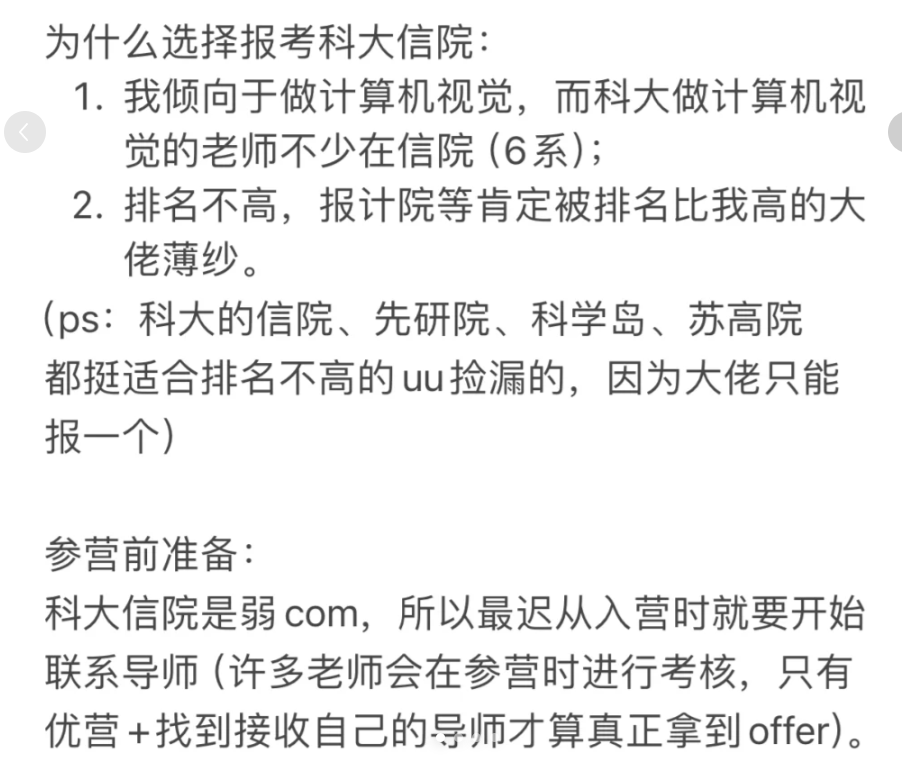 为什么选择报考科大信院：
1. 我倾向于做计算机视觉，而科大做计算机视
觉的老师不少在信院（6系）；
2. 排名不高，报计院等肯定被排名比我高的大
佬薄纱。
（ps：科大的信院、先研院、科学岛、苏高院
都挺适合排名不高的uu捡漏的，因为大佬只能
报一个）
参营前准备：
科大信院是弱com，所以最迟从入营时就要开始
联系导师（许多老师会在参营时进行考核，只有
优营+找到接收自己的导师才算真正拿到offer）。